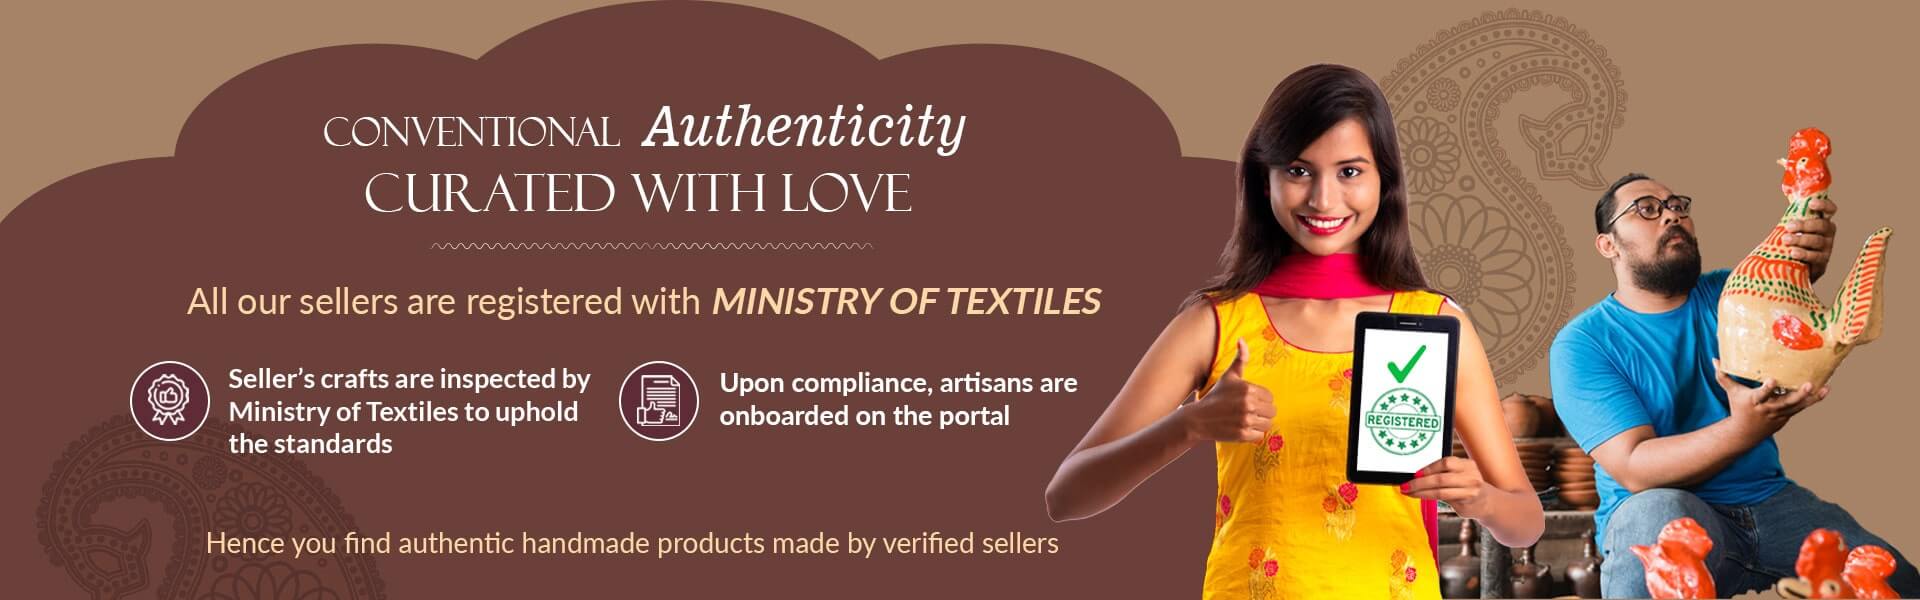 CONVENTIONAL Authenticity
CURATED WITH LOVE
All our sellers are registered with MINISTRY OF TEXTILES
Seller's crafts are inspected by
Ministry of Textiles to uphold
the standards
Upon compliance, artisans are
onboarded on the portal
Hence you find authentic handmade products made by verified sellers
REGISTERED